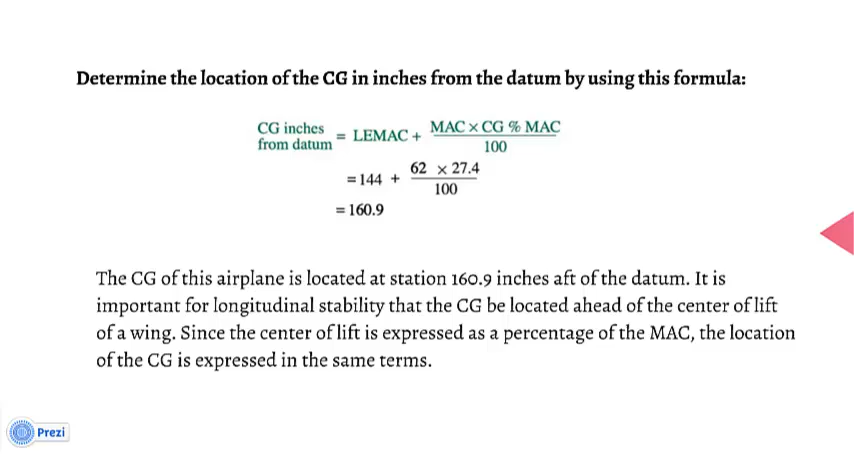 Determine the location of the CG in inches from the datum by using this formula:
CG inches from datum = LEMAC + MAC × CG % MAC / 100
= 144 + 62 × 27.4 / 100
= 160.9
The CG of this airplane is located at station 160.9 inches aft of the datum. It is
important for longitudinal stability that the CG be located ahead of the center of lift
of a wing. Since the center of lift is expressed as a percentage of the MAC, the location
of the CG is expressed in the same terms.
Prezi